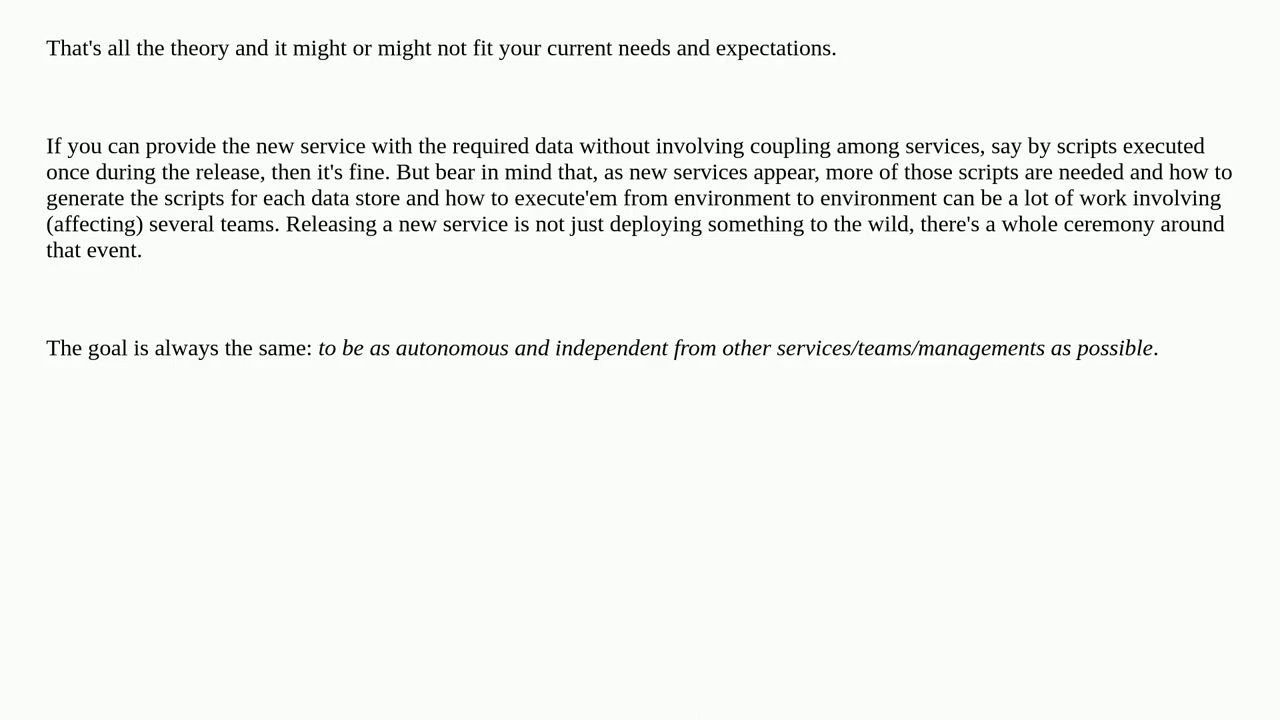 That's all the theory and it might or might not fit your current needs and expectations.
If you can provide the new service with the required data without involving coupling among services, say by scripts executed
once during the release, then it's fine. But bear in mind that, as new services appear, more of those scripts are needed and how to
generate the scripts for each data store and how to execute'em from environment to environment can be a lot of work involving
(affecting) several teams. Releasing a new service is not just deploying something to the wild, there's a whole ceremony around
that event.
The goal is always the same: to be as autonomous and independent from other services/teams/managements as possible.